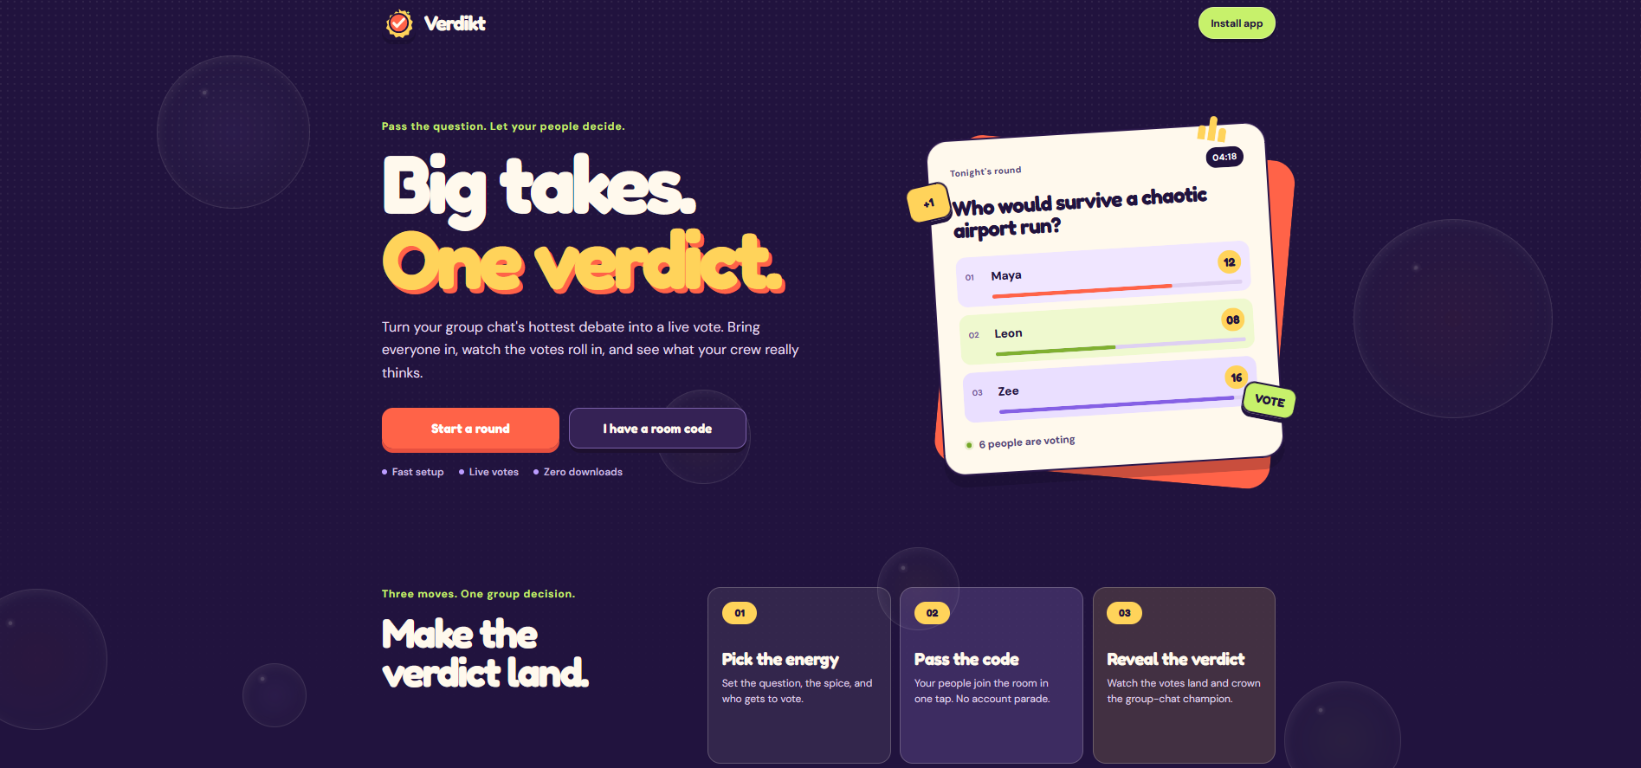 Verdikt
Install app
Pass the question. Let your people decide.
Big takes.
One verdict.
Turn your group chat's hottest debate into a live vote. Bring
everyone in, watch the votes roll in, and see what your crew really
thinks.
Start a round
I have a room code
Fast setup
Live votes
Zero downloads
Tonight's round
04:18
+1
Who would survive a chaotic
airport run?
01 Maya 12
02 Leon 08
03 Zee 16
VOTE
6 people are voting
Three moves. One group decision.
Make the
verdict land.
01
Pick the energy
Set the question, the spice, and
who gets to vote.
02
Pass the code
Your people join the room in
one tap. No account parade.
03
Reveal the verdict
Watch the votes land and crown
the group-chat champion.